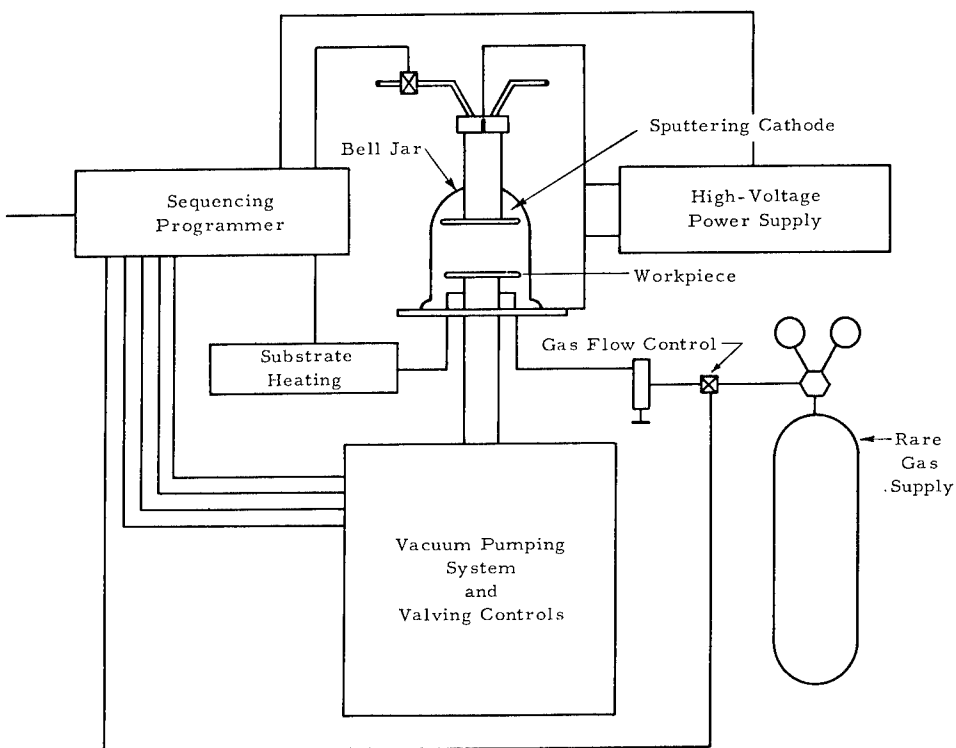 Sputtering Cathode
Bell Jar
Sequencing
Programmer
High-Voltage
Power Supply
Workpiece
Substrate
Heating
Gas Flow Control
Rare
Gas
.Supply
Vacuum Pumping
System
and
Valving Controls